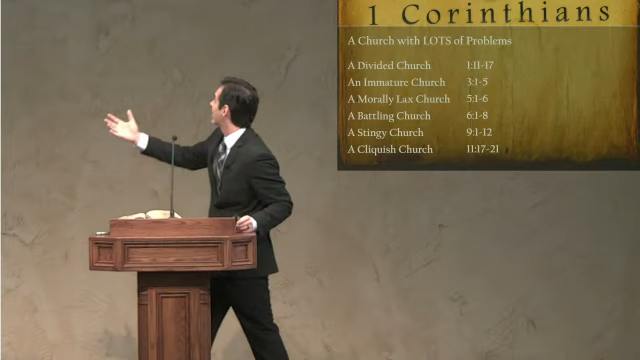 1 Corinthians
A Church with LOTS of Problems
A Divided Church 1:11-17
An Immature Church 3:1-5
A Morally Lax Church 5:1-6
A Battling Church 6:1-8
A Stingy Church 9:1-12
A Cliquish Church 11:17-21